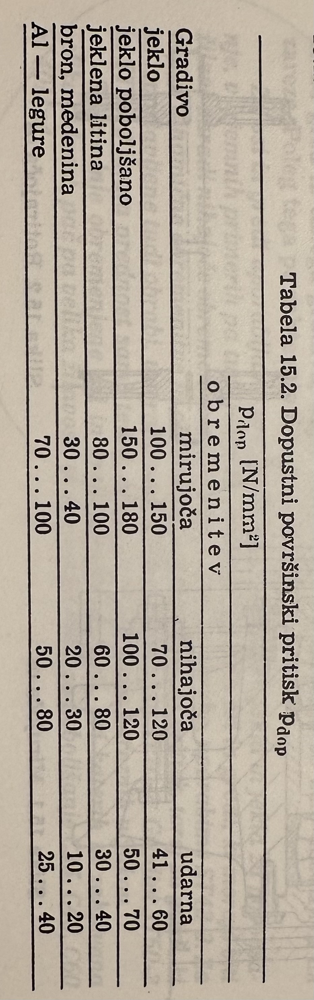 Tabela 15.2. Dopustni površinski pritisk pdop
pdop [N/mm²]
obremenitev
Gradivo mirujoča nihajoča udarna
jeklo 100...150 70...120 41...60
jeklo poboljšano 150...180 100...120 50...70
jeklena litina 80...100 60...80 30...40
bron, medenina 30...40 20...30 10...20
Al — legure 70...100 50...80 25...40